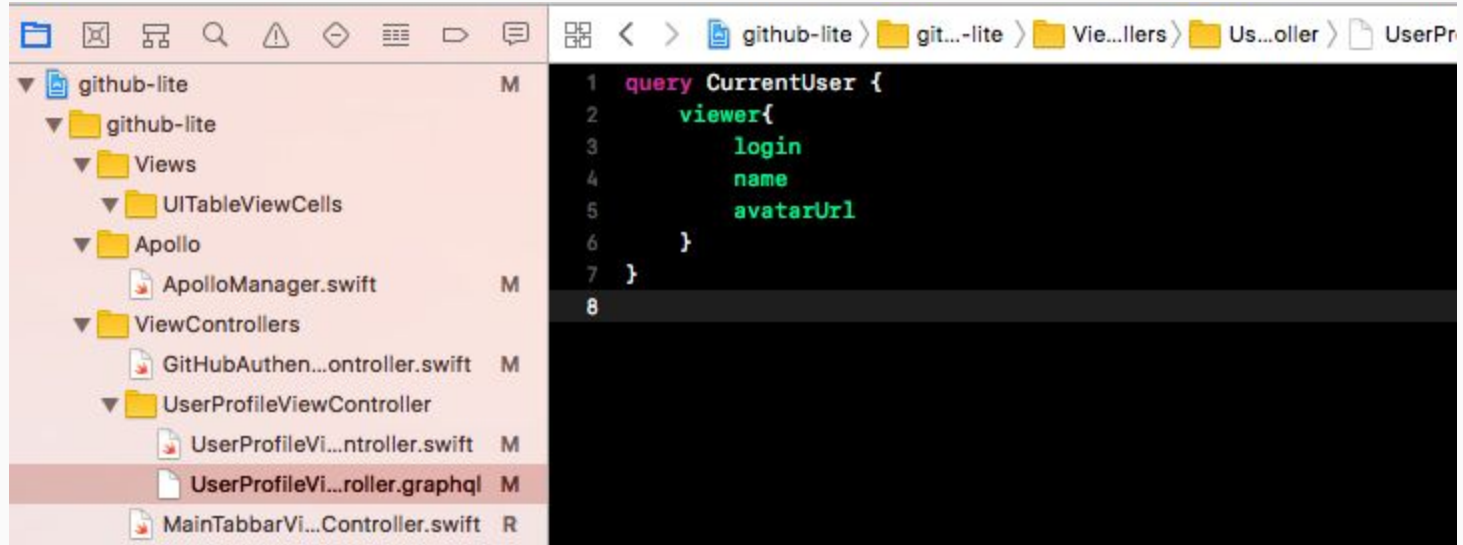 github-lite 〉 git...-lite 〉 Vie...llers 〉 Us...oller 〉 UserPr
github-lite M
github-lite
Views
UITableViewCells
Apollo
ApolloManager.swift M
ViewControllers
GitHubAuthen...ontroller.swift M
UserProfileViewController
UserProfileVi...ntroller.swift M
UserProfileVi...roller.graphql M
MainTabbarVi...Controller.swift R
1 query CurrentUser {
2 viewer{
3 login
4 name
5 avatarUrl
6 }
7 }
8